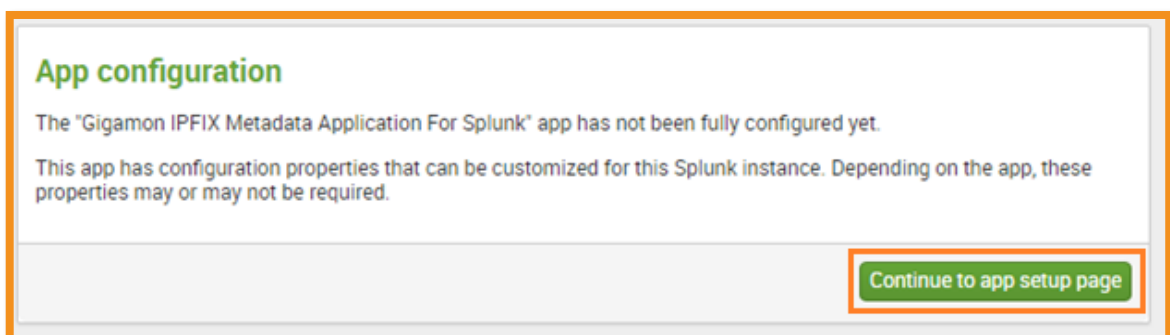 App configuration
The "Gigamon IPFIX Metadata Application For Splunk" app has not been fully configured yet.
This app has configuration properties that can be customized for this Splunk instance. Depending on the app, these
properties may or may not be required.
Continue to app setup page